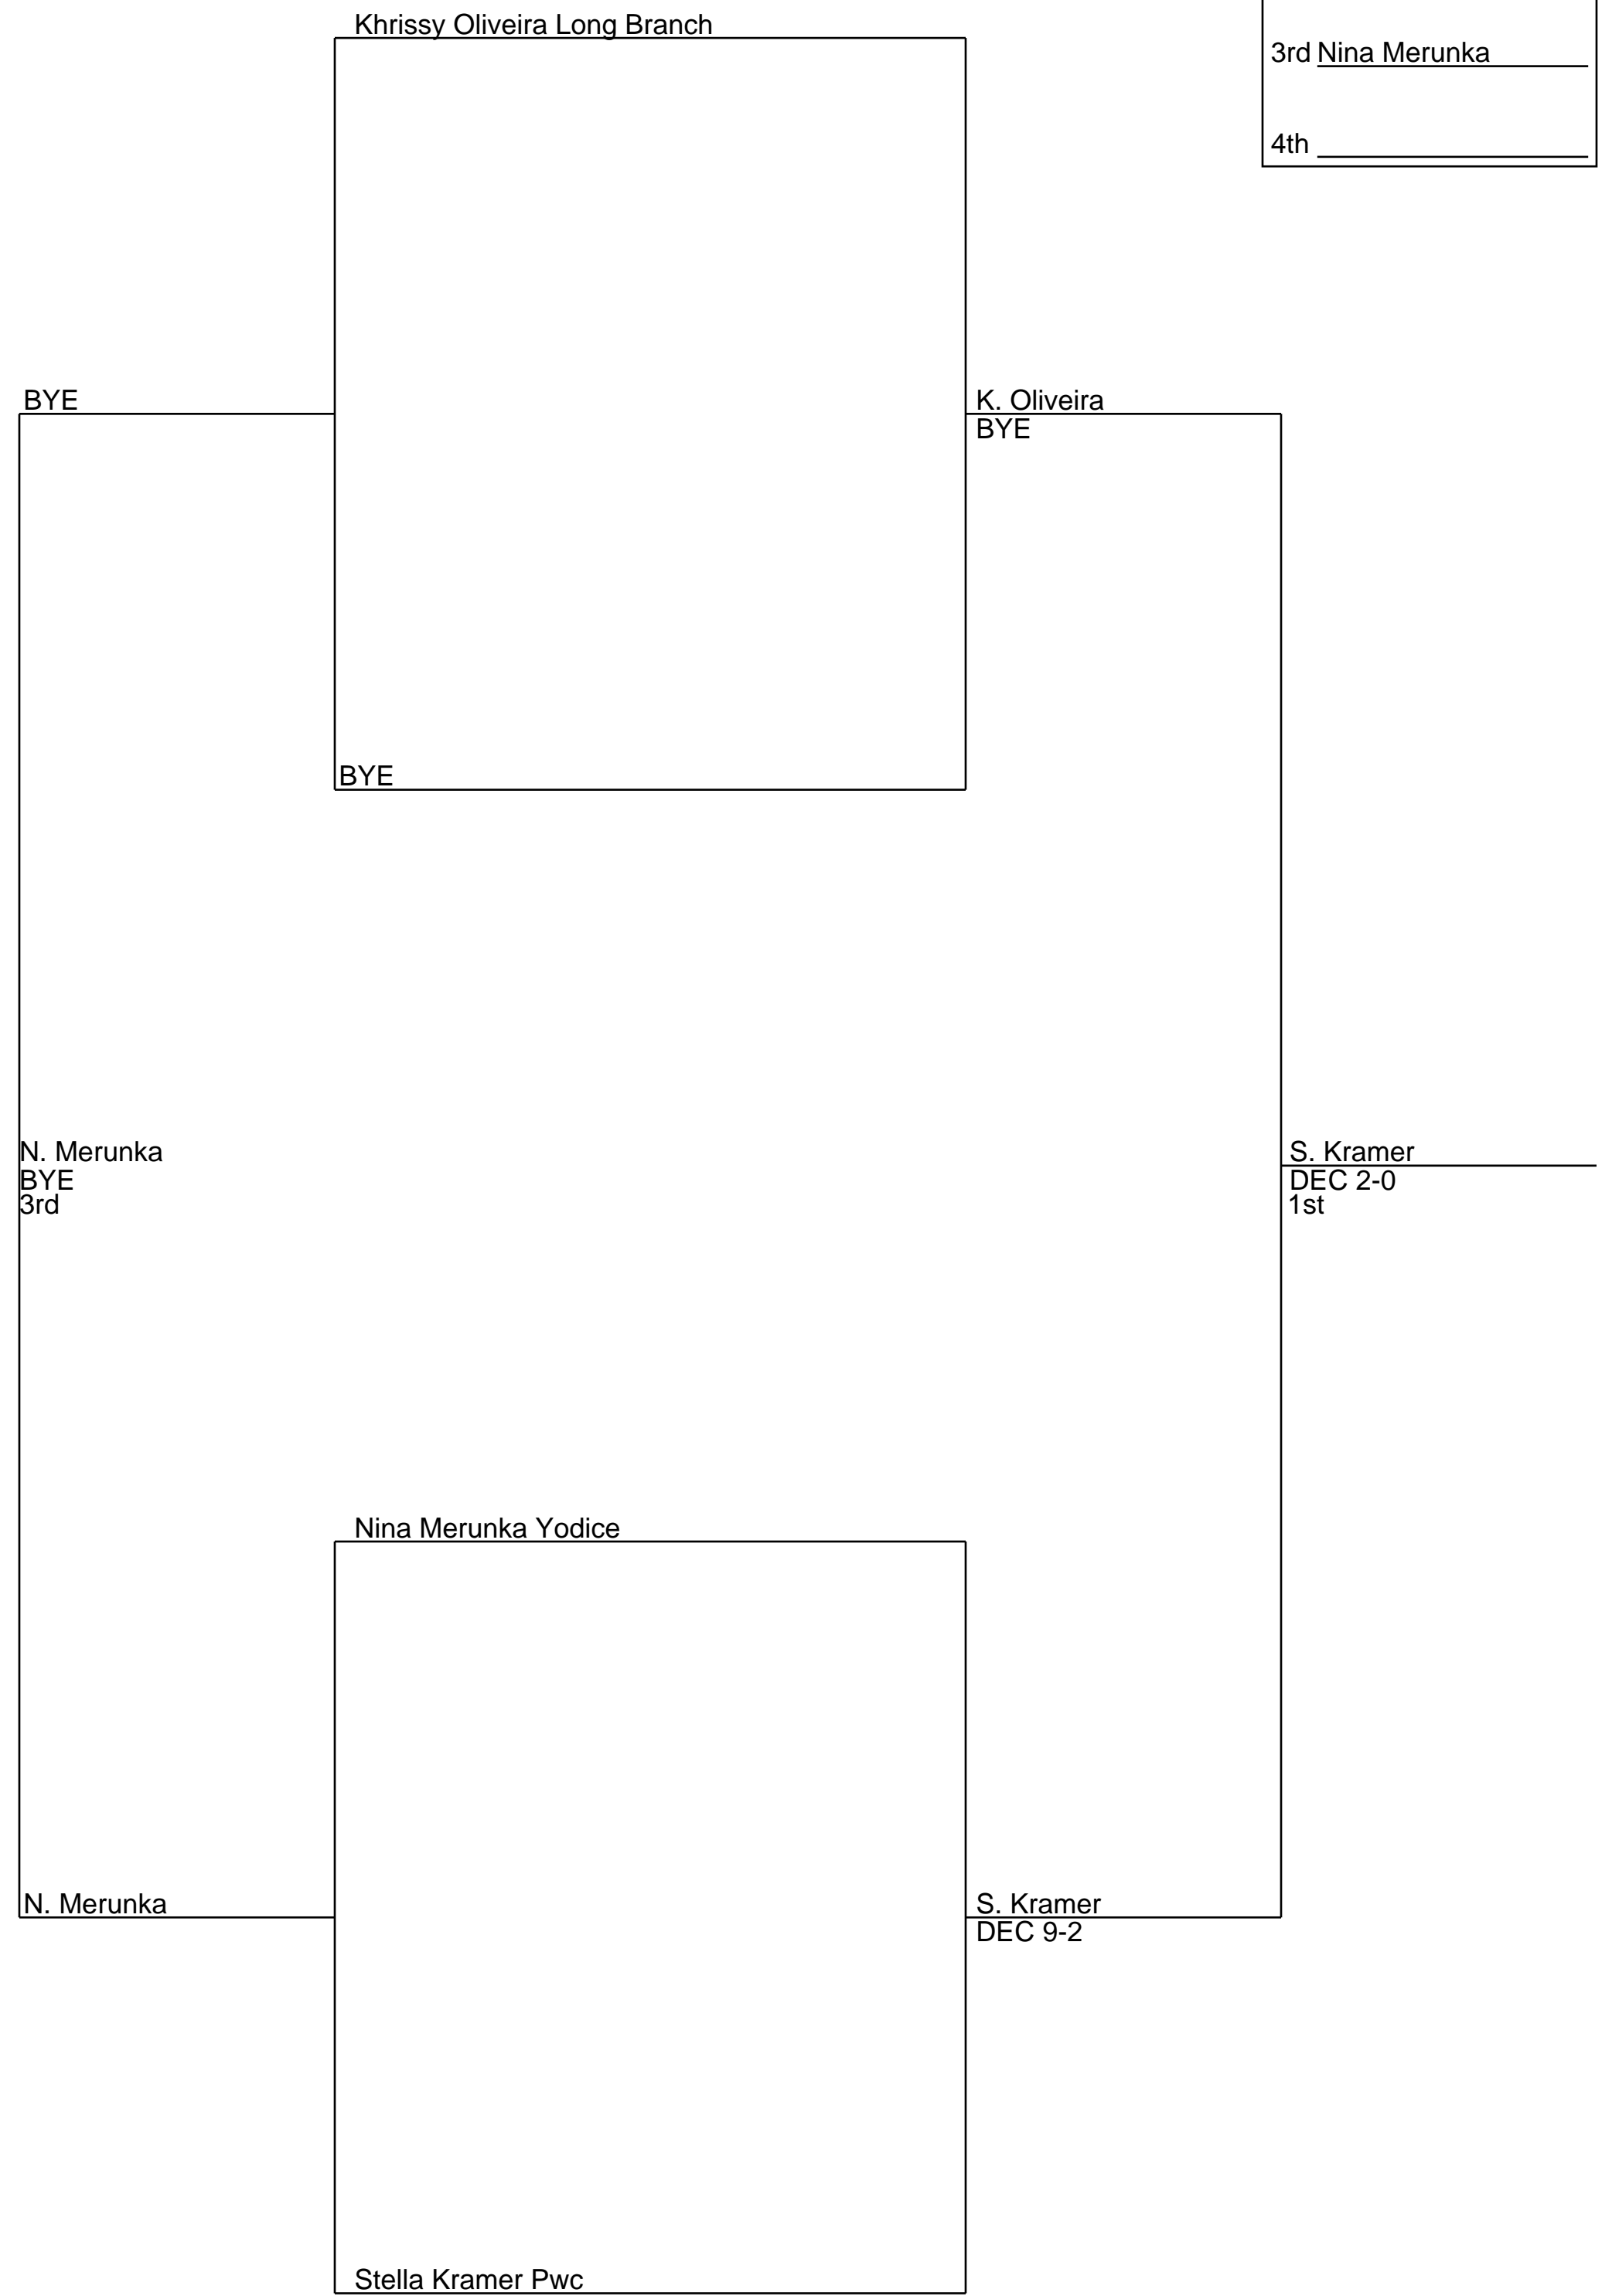 Khrissy Oliveira Long Branch
3rd Nina Merunka
4th
BYE
K. Oliveira
BYE
BYE
N. Merunka
BYE
3rd
S. Kramer
DEC 2-0
1st
Nina Merunka Yodice
N. Merunka
S. Kramer
DEC 9-2
Stella Kramer Pwc